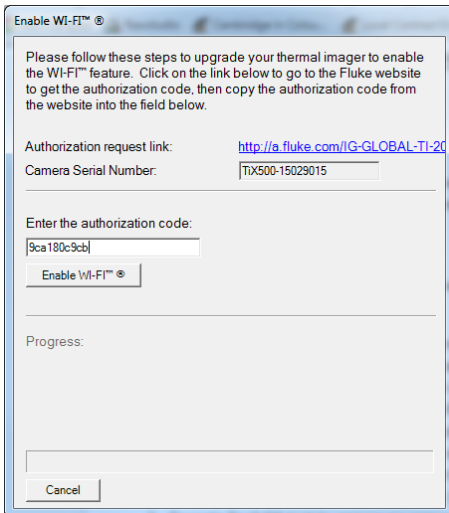 Enable WI-FI™ ®
Please follow these steps to upgrade your thermal imager to enable
the WI-FI™ feature. Click on the link below to go to the Fluke website
to get the authorization code, then copy the authorization code from
the website into the field below.
Authorization request link: http://a.fluke.com/IG-GLOBAL-TI-20
Camera Serial Number: TiX500-15029015
Enter the authorization code:
9ca180c9cb
Enable WI-FI™ ®
Progress:
Cancel